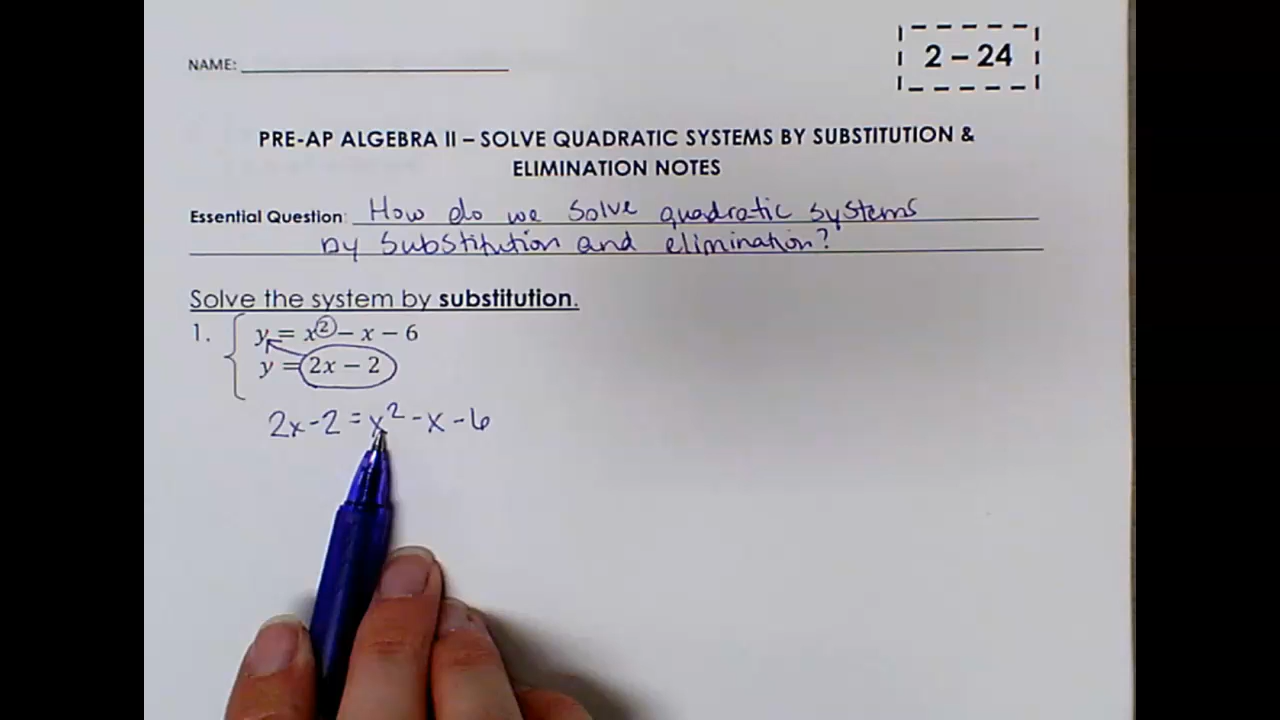 NAME:
2 – 24
PRE-AP ALGEBRA II – SOLVE QUADRATIC SYSTEMS BY SUBSTITUTION &
ELIMINATION NOTES
Essential Question: How do we solve quadratic systems
by substitution and elimination?
Solve the system by substitution.
1. y = x² – x – 6
y = 2x – 2
2x-2=x²-x-6